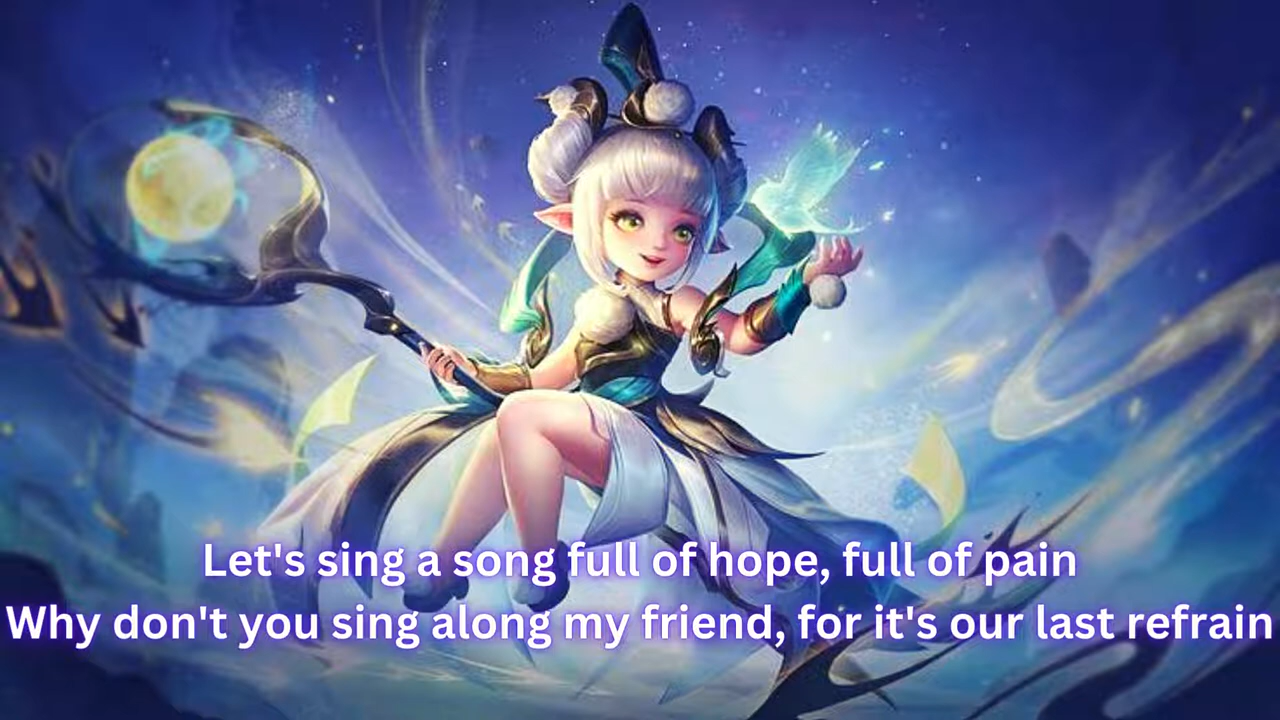 Let's sing a song full of hope, full of pain
Why don't you sing along my friend, for it's our last refrain